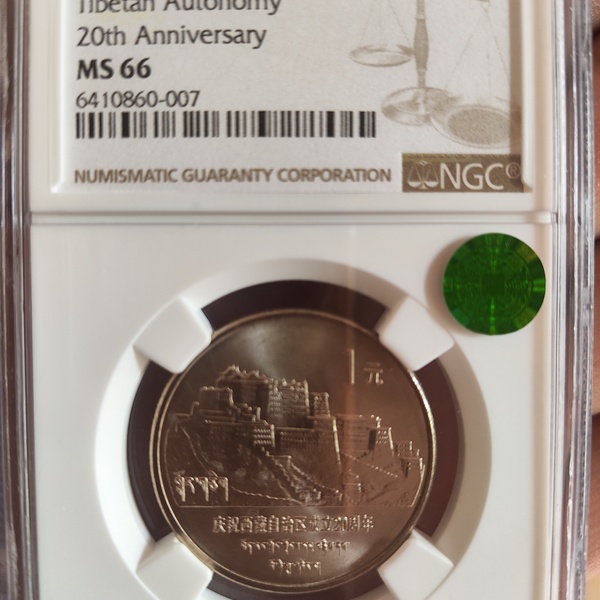 Tibetan Autonomy
20th Anniversary
MS 66
6410860-007
NUMISMATIC GUARANTY CORPORATION
NGC®
1元
庆祝西藏自治区成立20周年